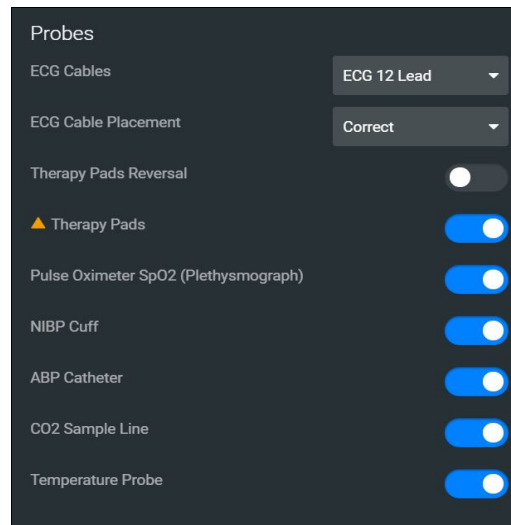 Probes
ECG Cables
ECG 12 Lead
ECG Cable Placement
Correct
Therapy Pads Reversal
Therapy Pads
Pulse Oximeter SpO2 (Plethysmograph)
NIBP Cuff
ABP Catheter
CO2 Sample Line
Temperature Probe